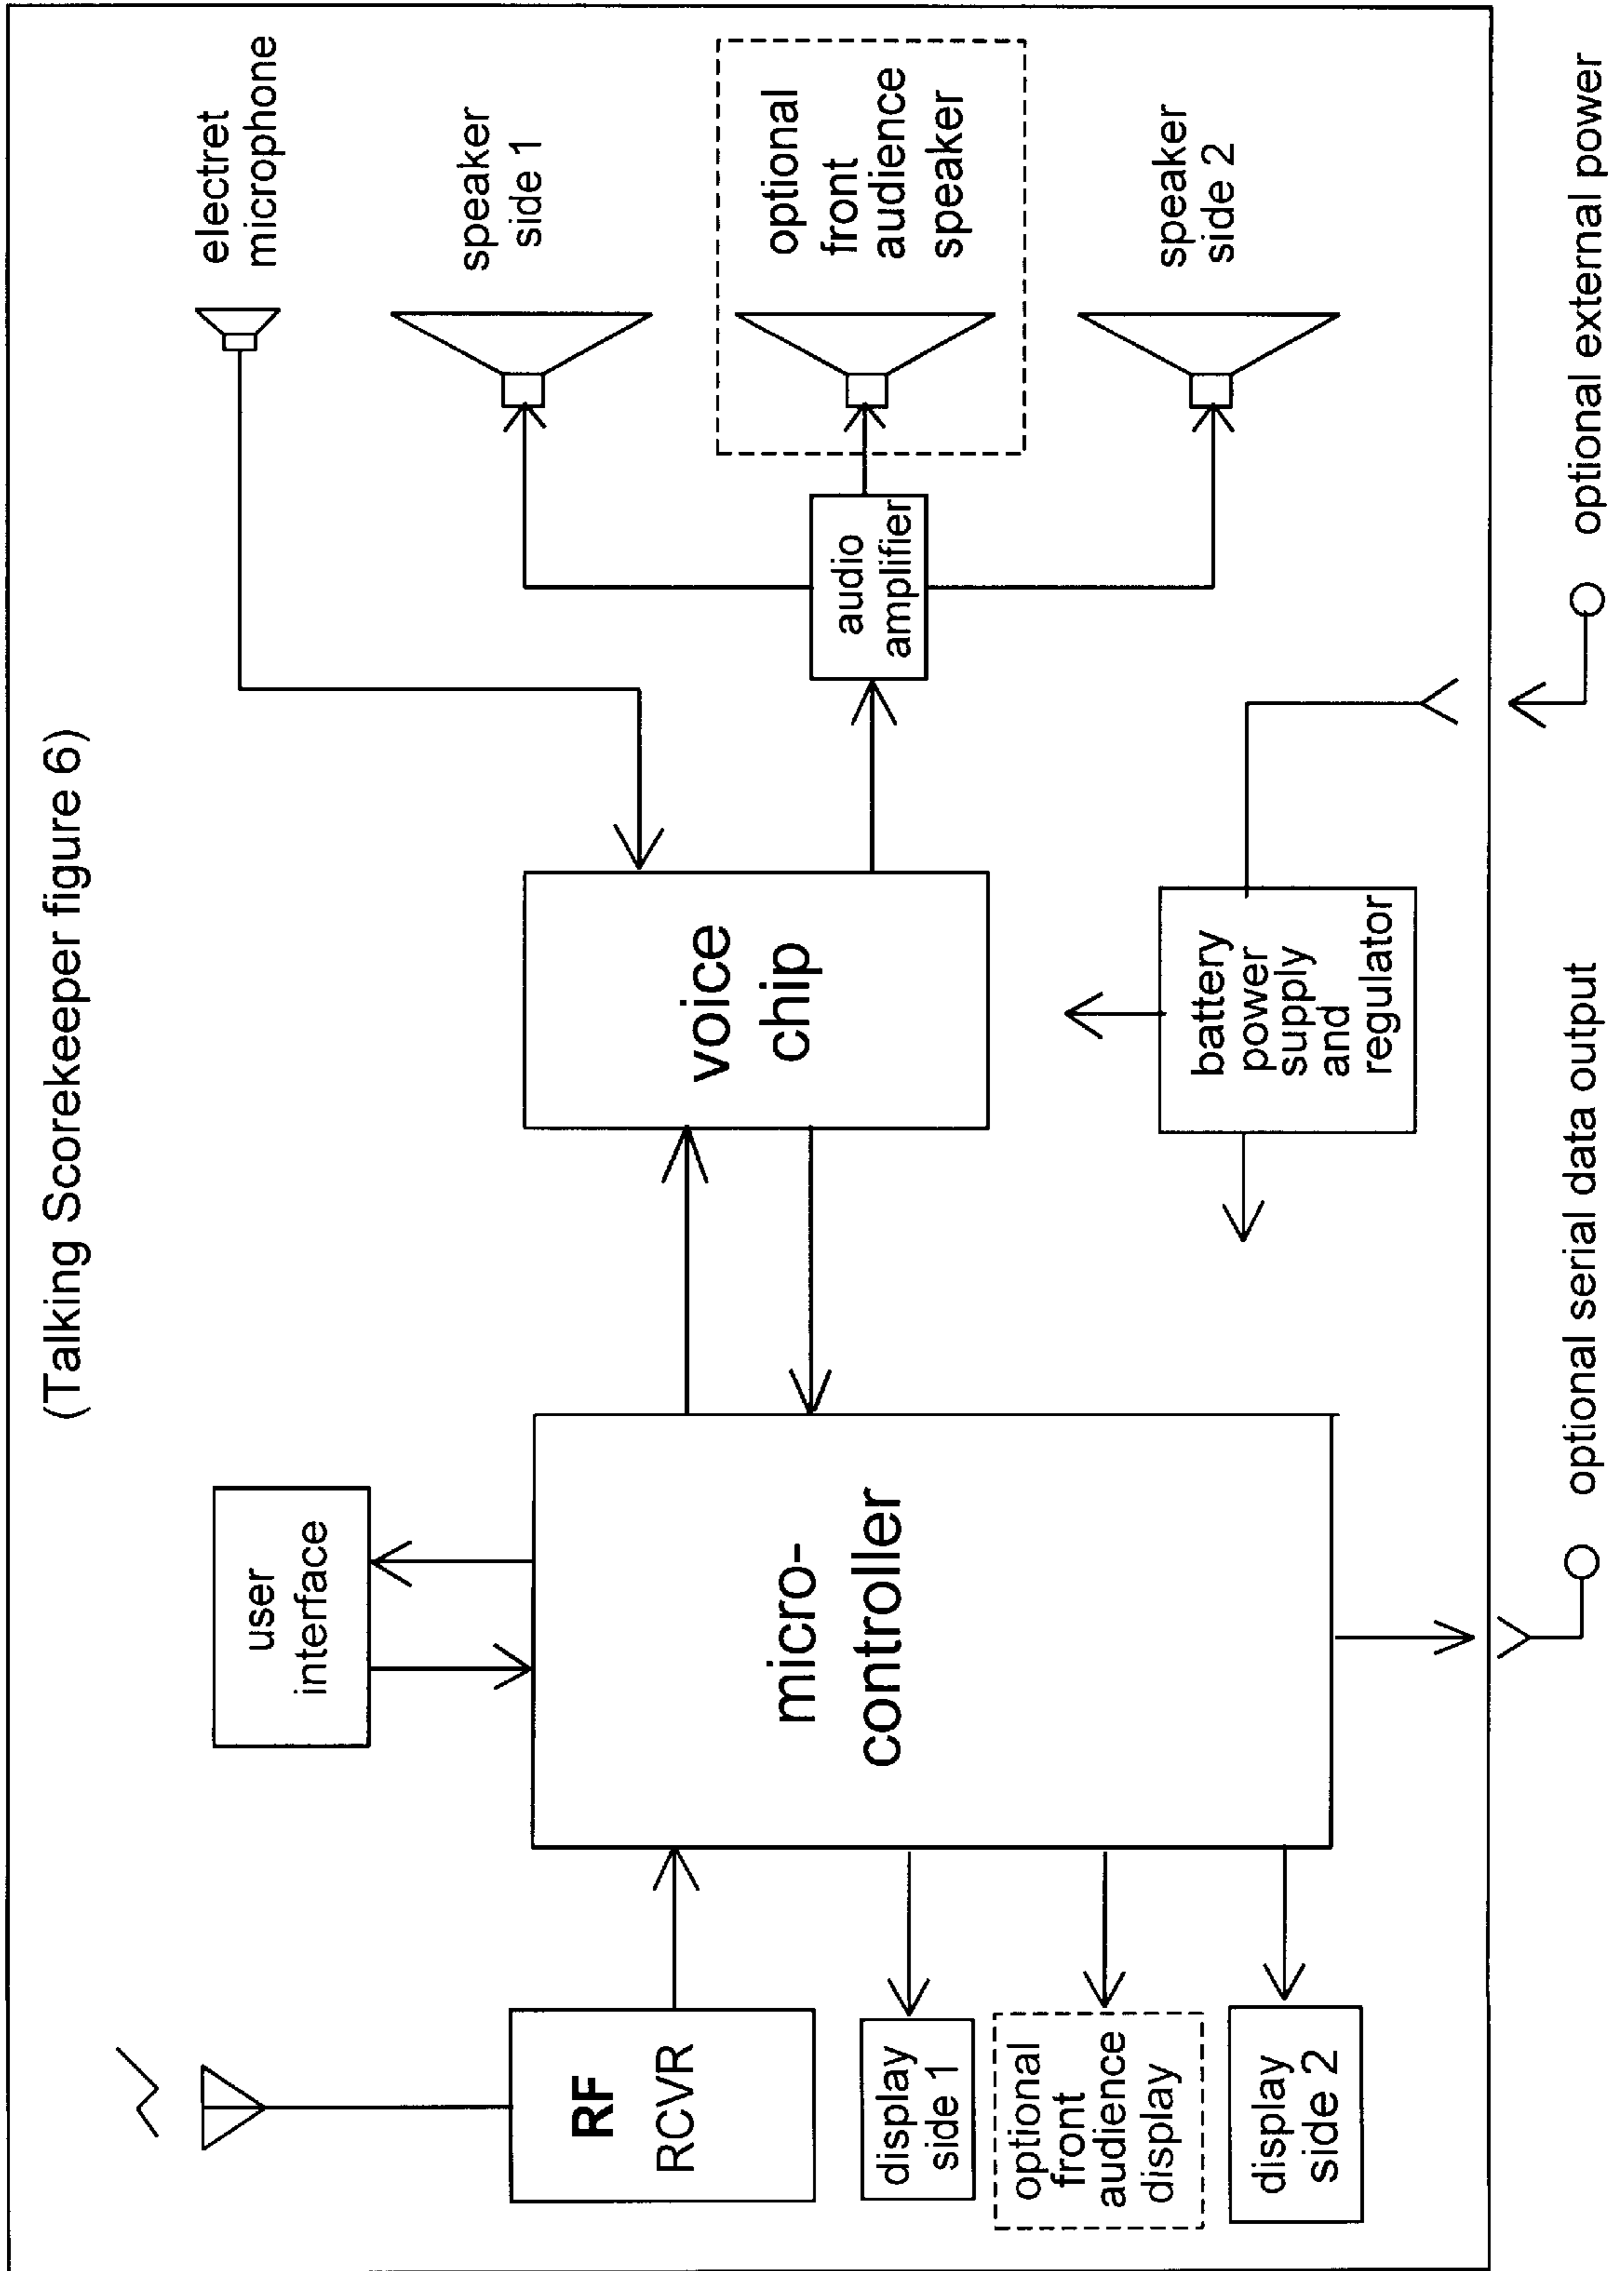 (Talking Scorekeeper figure 6)
electret
microphone
user
interface
speaker
side 1
RF
RCVR
micro-
controller
voice
chip
audio
amplifier
optional
front
audience
speaker
display
side 1
optional
front
audience
display
display
side 2
battery
power
supply
and
regulator
speaker
side 2
optional serial data output
optional external power